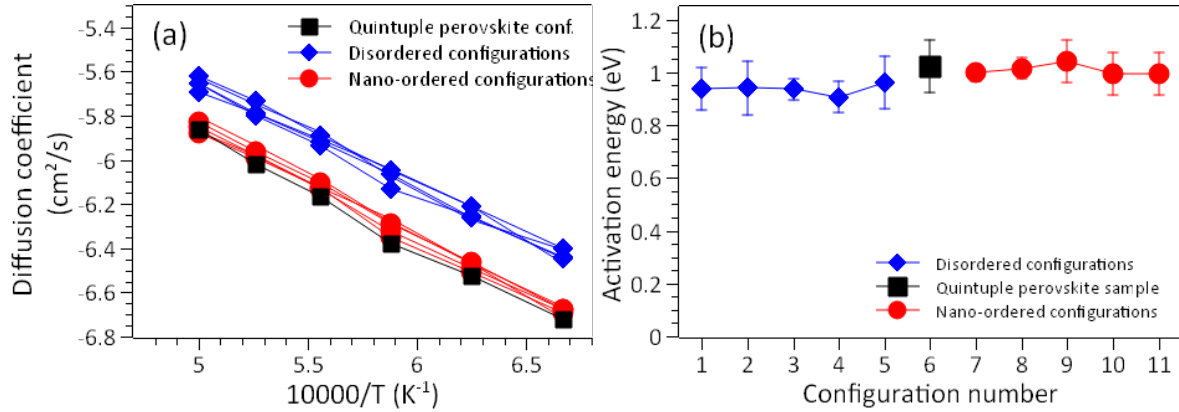 (a)
Quintuple perovskite conf.
Disordered configurations
Nano-ordered configurations
Diffusion coefficient
(cm²/s)
-5.4
-5.6
-5.8
-6
-6.2
-6.4
-6.6
-6.8
5
5.5
6
6.5
10000/T (K⁻¹)
(b)
Activation energy (eV)
1.2
1
0.8
0.6
0.4
0.2
0
Disordered configurations
Quintuple perovskite sample
Nano-ordered configurations
1 2 3 4 5 6 7 8 9 10 11
Configuration number